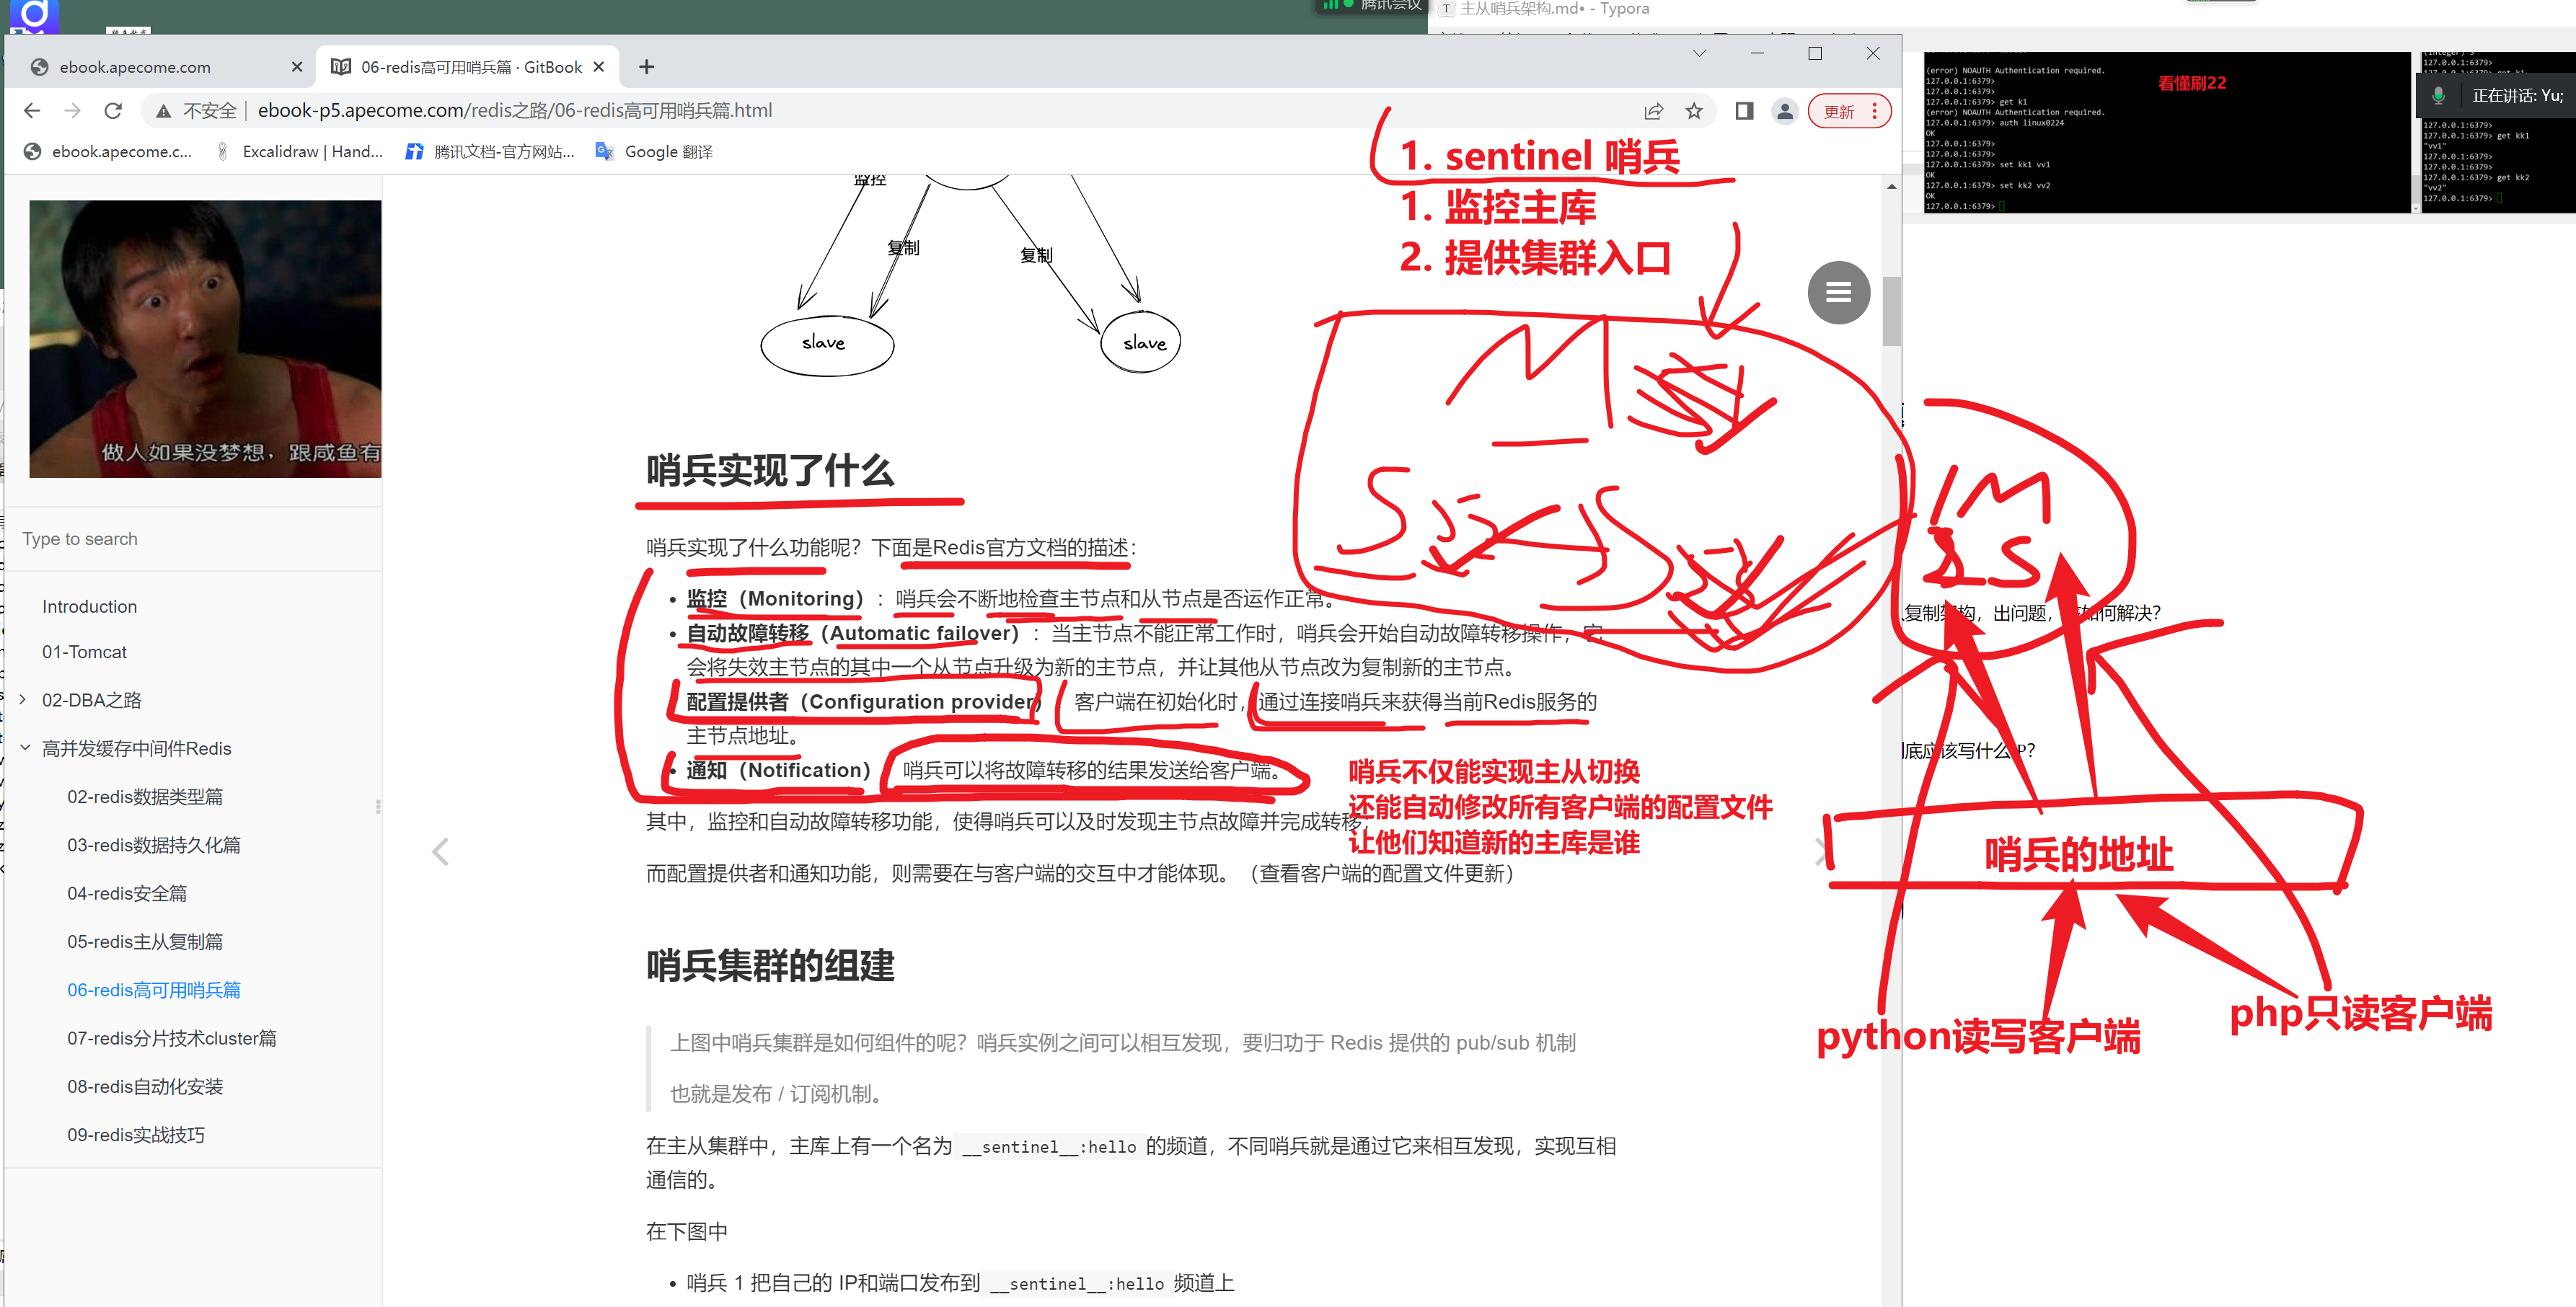 腾讯会议
T 主从哨兵架构.md• - Typora
ebook.apecome.com
06-redis高可用哨兵篇 · GitBook
不安全 | ebook-p5.apecome.com/redis之路/06-redis高可用哨兵篇.html
更新
ebook.apecome.c...
Excalidraw | Hand...
腾讯文档-官方网站...
Google 翻译
(error) NOAUTH Authentication required.
127.0.0.1:6379>
127.0.0.1:6379>
127.0.0.1:6379> get k1
(error) NOAUTH Authentication required.
127.0.0.1:6379> auth linux0224
OK
127.0.0.1:6379>
127.0.0.1:6379>
127.0.0.1:6379> set kk1 vv1
OK
127.0.0.1:6379> set kk2 vv2
OK
127.0.0.1:6379>
看懂刷22
127.0.0.1:6379>
正在讲话: Yu;
127.0.0.1:6379>
127.0.0.1:6379> get kk1
"vv1"
127.0.0.1:6379>
127.0.0.1:6379>
127.0.0.1:6379> get kk2
"vv2"
127.0.0.1:6379>
1. sentinel 哨兵
1. 监控主库
2. 提供集群入口
做人如果没梦想，跟咸鱼有
Type to search
Introduction
01-Tomcat
02-DBA之路
高并发缓存中间件Redis
02-redis数据类型篇
03-redis数据持久化篇
04-redis安全篇
05-redis主从复制篇
06-redis高可用哨兵篇
07-redis分片技术cluster篇
08-redis自动化安装
09-redis实战技巧
监控
复制
复制
slave
slave
M
S
S
1M
2S
哨兵实现了什么
哨兵实现了什么功能呢？下面是Redis官方文档的描述：
• 监控（Monitoring）：哨兵会不断地检查主节点和从节点是否运作正常。
• 自动故障转移（Automatic failover）：当主节点不能正常工作时，哨兵会开始自动故障转移操作，它
会将失效主节点的其中一个从节点升级为新的主节点，并让其他从节点改为复制新的主节点。
配置提供者（Configuration provider） 客户端在初始化时，通过连接哨兵来获得当前Redis服务的
主节点地址。
• 通知（Notification） 哨兵可以将故障转移的结果发送给客户端。
其中，监控和自动故障转移功能，使得哨兵可以及时发现主节点故障并完成转移，
而配置提供者和通知功能，则需要在与客户端的交互中才能体现。（查看客户端的配置文件更新）
哨兵不仅能实现主从切换
还能自动修改所有客户端的配置文件
让他们知道新的主库是谁
复制架构，出问题，
如何解决？
底应该写什么
P？
哨兵的地址
python读写客户端
php只读客户端
哨兵集群的组建
上图中哨兵集群是如何组件的呢？哨兵实例之间可以相互发现，要归功于 Redis 提供的 pub/sub 机制
也就是发布 / 订阅机制。
在主从集群中，主库上有一个名为 __sentinel__:hello 的频道，不同哨兵就是通过它来相互发现，实现互相
通信的。
在下图中
• 哨兵 1 把自己的 IP和端口发布到 __sentinel__:hello 频道上